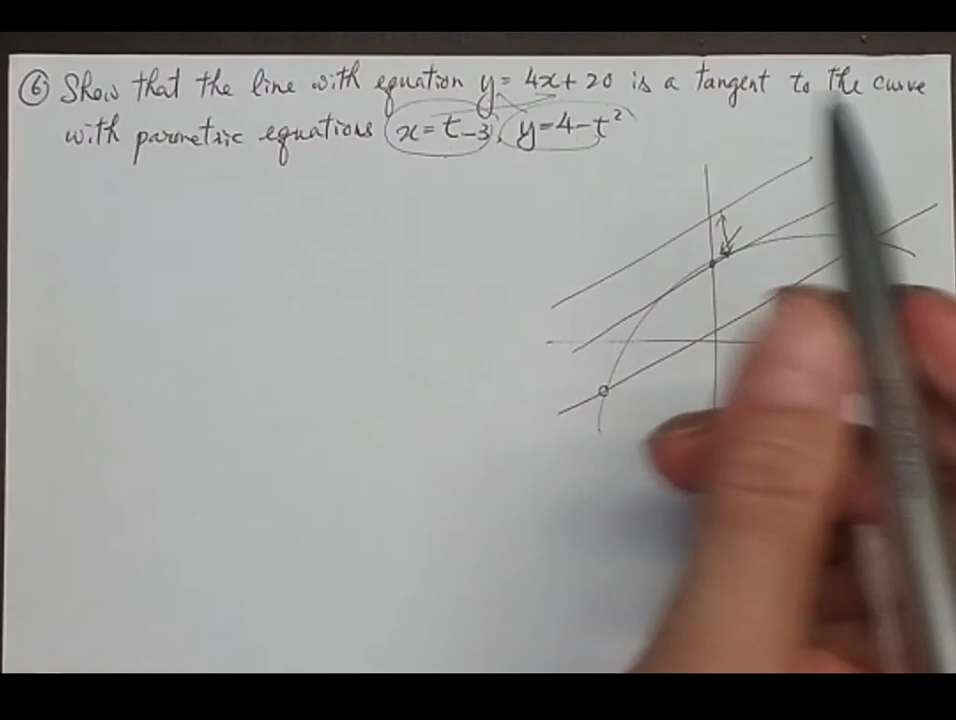 ⑥ Show that the line with equation y = 4x + 20 is a tangent to the curve
with parmetric equations x = t - 3, y = 4 - t²